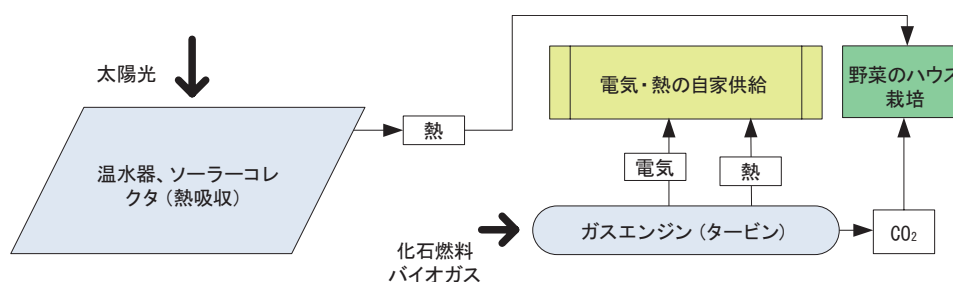 太陽光
温水器、ソーラーコレ
クタ（熱吸収）
熱
電気・熱の自家供給
野菜のハウス
栽培
電気
熱
化石燃料
バイオガス
ガスエンジン（タービン）
CO₂